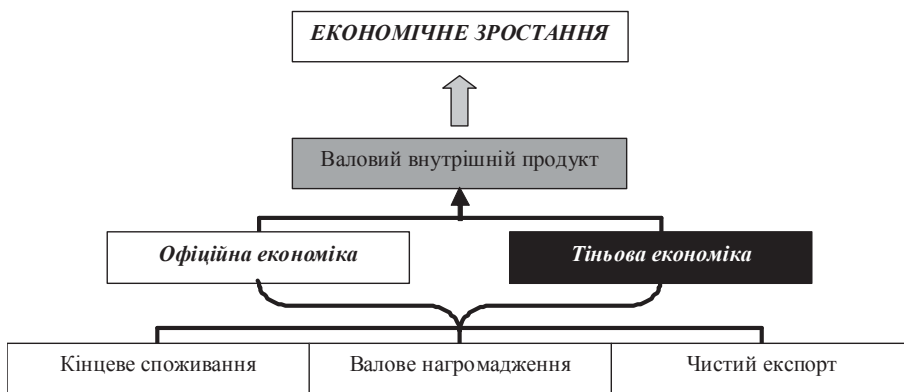 ЕКОНОМІЧНЕ ЗРОСТАННЯ
Валовий внутрішній продукт
Офіційна економіка
Тіньова економіка
Кінцеве споживання
Валове нагромадження
Чистий експорт